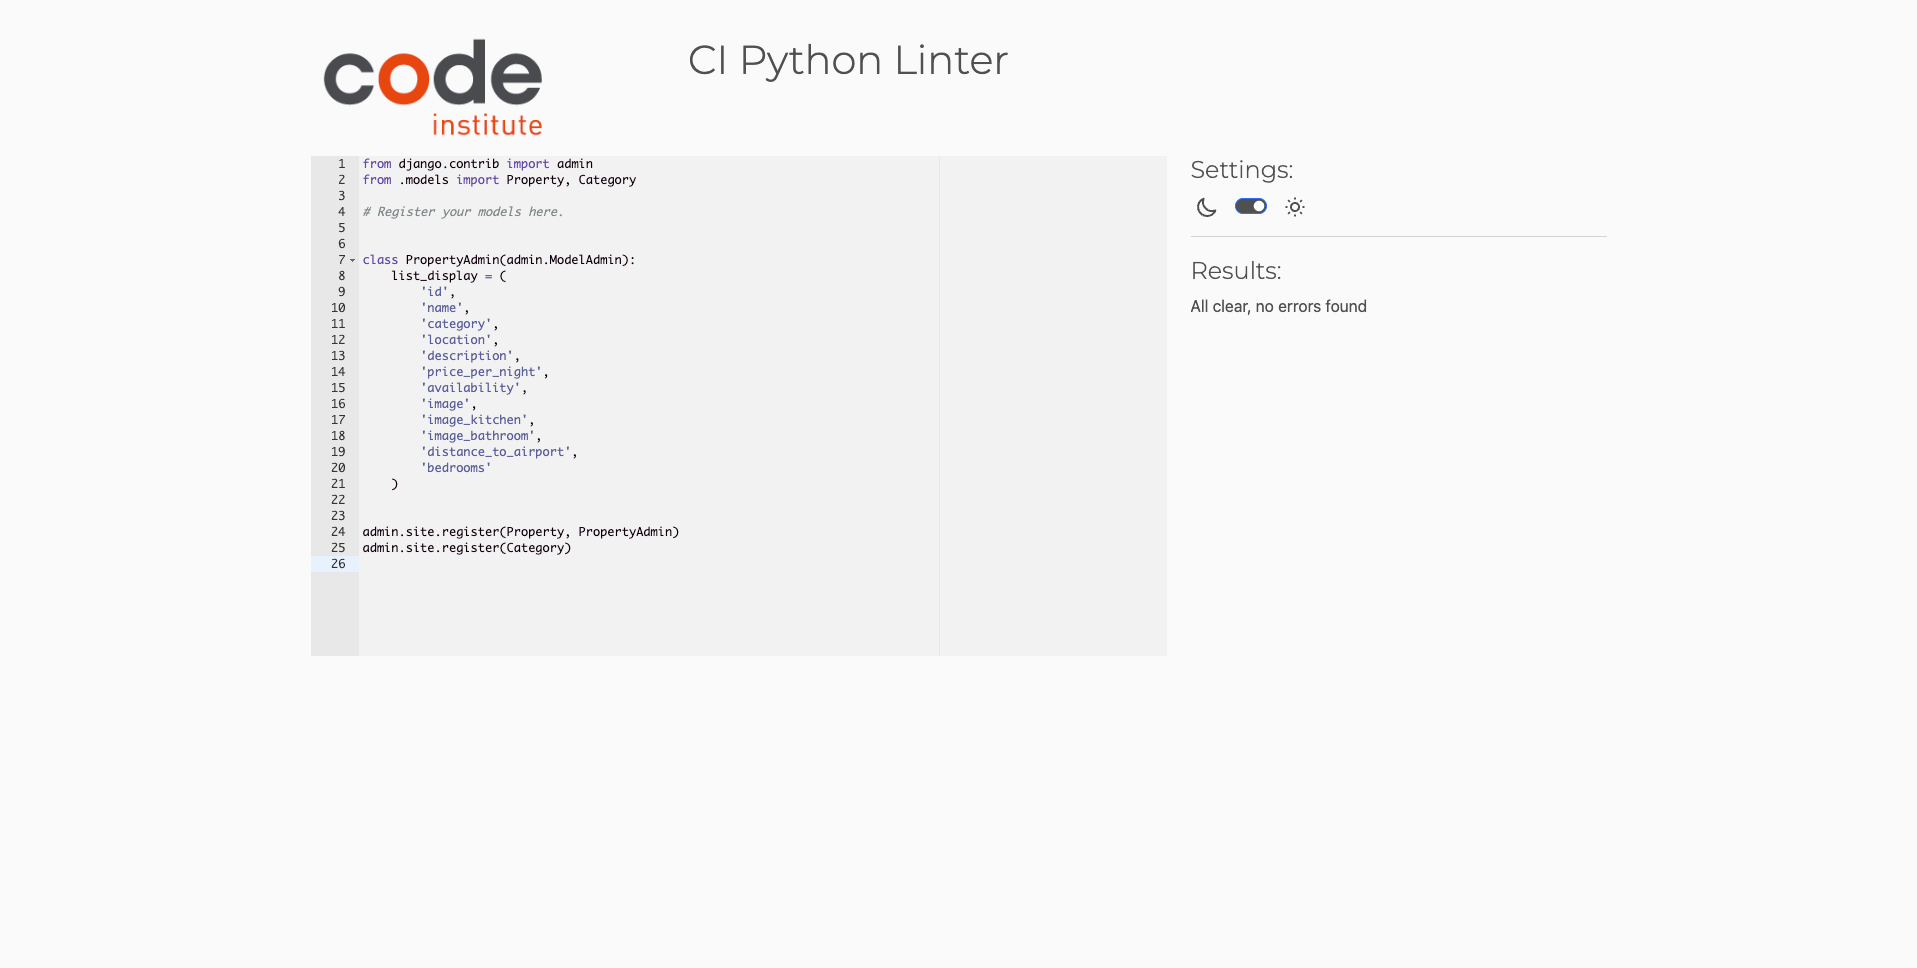 code
institute
CI Python Linter
1 from django.contrib import admin
2 from .models import Property, Category
3
4 # Register your models here.
5
6
7 class PropertyAdmin(admin.ModelAdmin):
8     list_display = (
9         'id',
10         'name',
11         'category',
12         'location',
13         'description',
14         'price_per_night',
15         'availability',
16         'image',
17         'image_kitchen',
18         'image_bathroom',
19         'distance_to_airport',
20         'bedrooms'
21     )
22
23
24 admin.site.register(Property, PropertyAdmin)
25 admin.site.register(Category)
26
Settings:
Results:
All clear, no errors found